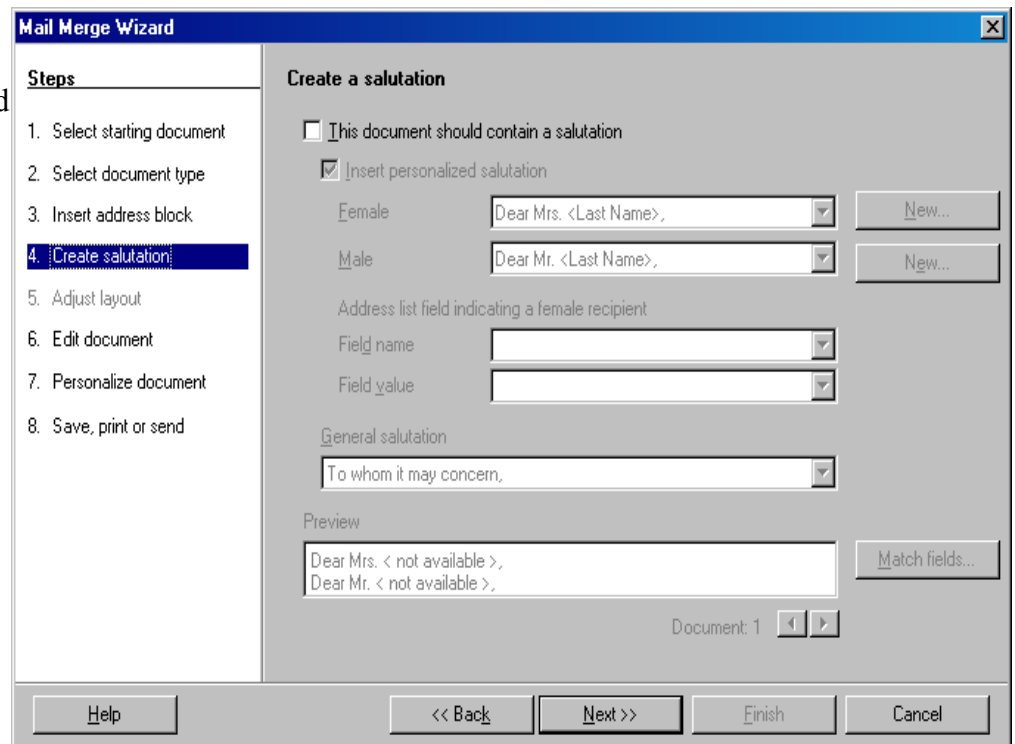 Mail Merge Wizard
d
Steps
1. Select starting document
2. Select document type
3. Insert address block
4. Create salutation
5. Adjust layout
6. Edit document
7. Personalize document
8. Save, print or send
Create a salutation
This document should contain a salutation
Insert personalized salutation
Female Dear Mrs. <Last Name>, New...
Male Dear Mr. <Last Name>, New...
Address list field indicating a female recipient
Field name
Field value
General salutation
To whom it may concern,
Preview
Dear Mrs. < not available >,
Dear Mr. < not available >,
Match fields...
Document: 1
Help << Back Next >> Finish Cancel